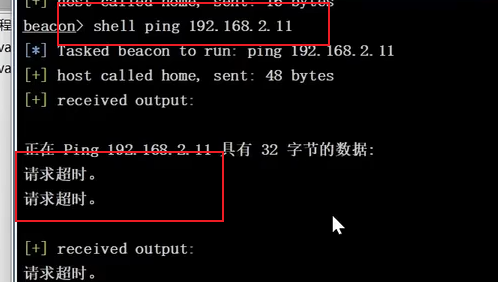 [+] host called home, sent: 16 bytes
beacon> shell ping 192.168.2.11
[*] Tasked beacon to run: ping 192.168.2.11
[+] host called home, sent: 48 bytes
[+] received output:
正在 Ping 192.168.2.11 具有 32 字节的数据:
请求超时。
请求超时。
[+] received output:
请求超时。
程
va
va